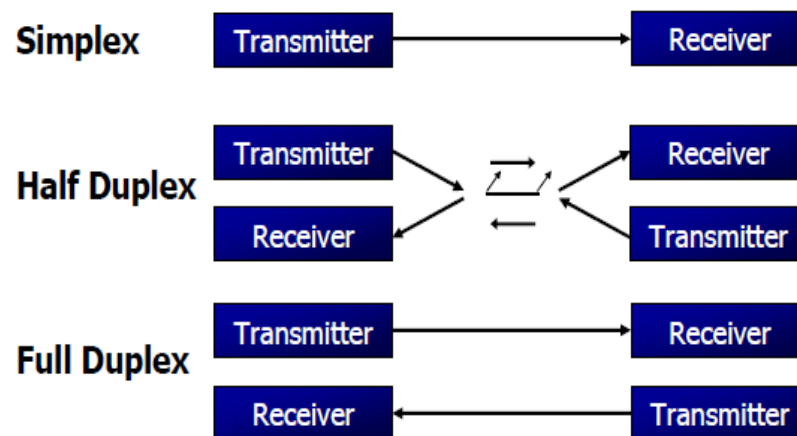 Simplex
Transmitter
Receiver
Half Duplex
Transmitter
Receiver
Receiver
Transmitter
Full Duplex
Transmitter
Receiver
Receiver
Transmitter